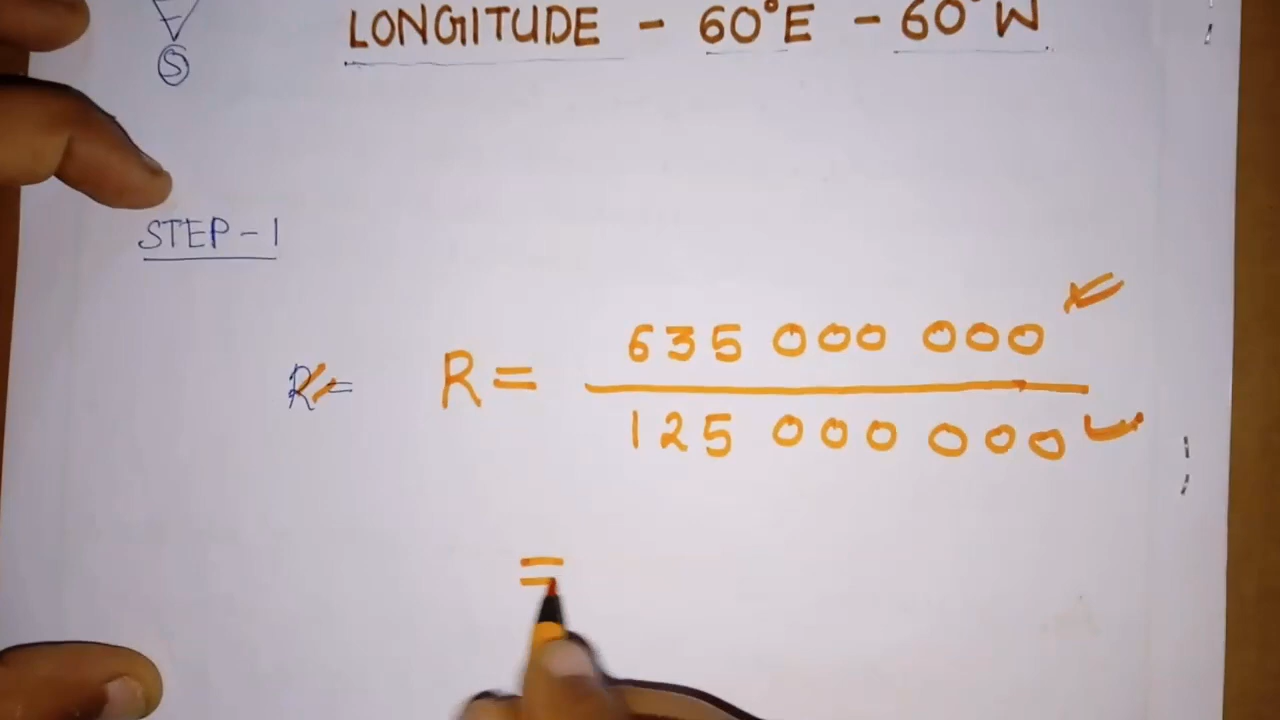 LONGITUDE - 60°E - 60°W
S
STEP-1
R=
R= 635 000 000
125 000 000
=